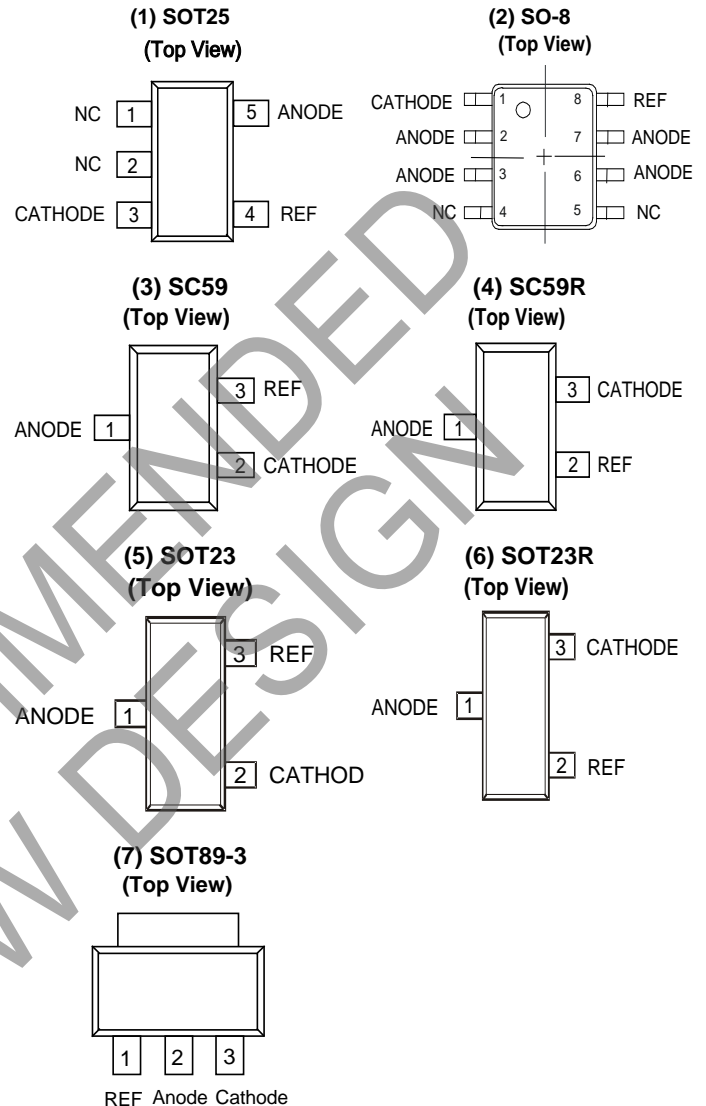 (1) SOT25
(Top View)
NC 1
5 ANODE
NC 2
CATHODE 3
4 REF
(2) SO-8
(Top View)
CATHODE 1
8 REF
ANODE 2
7 ANODE
ANODE 3
6 ANODE
NC 4
5 NC
(3) SC59
(Top View)
3 REF
ANODE 1
2 CATHODE
(4) SC59R
(Top View)
3 CATHODE
ANODE 1
2 REF
(5) SOT23
(Top View)
3 REF
ANODE 1
2 CATHOD
(6) SOT23R
(Top View)
3 CATHODE
ANODE 1
2 REF
(7) SOT89-3
(Top View)
1 2 3
REF Anode Cathode
MMENDED
W DESIGN